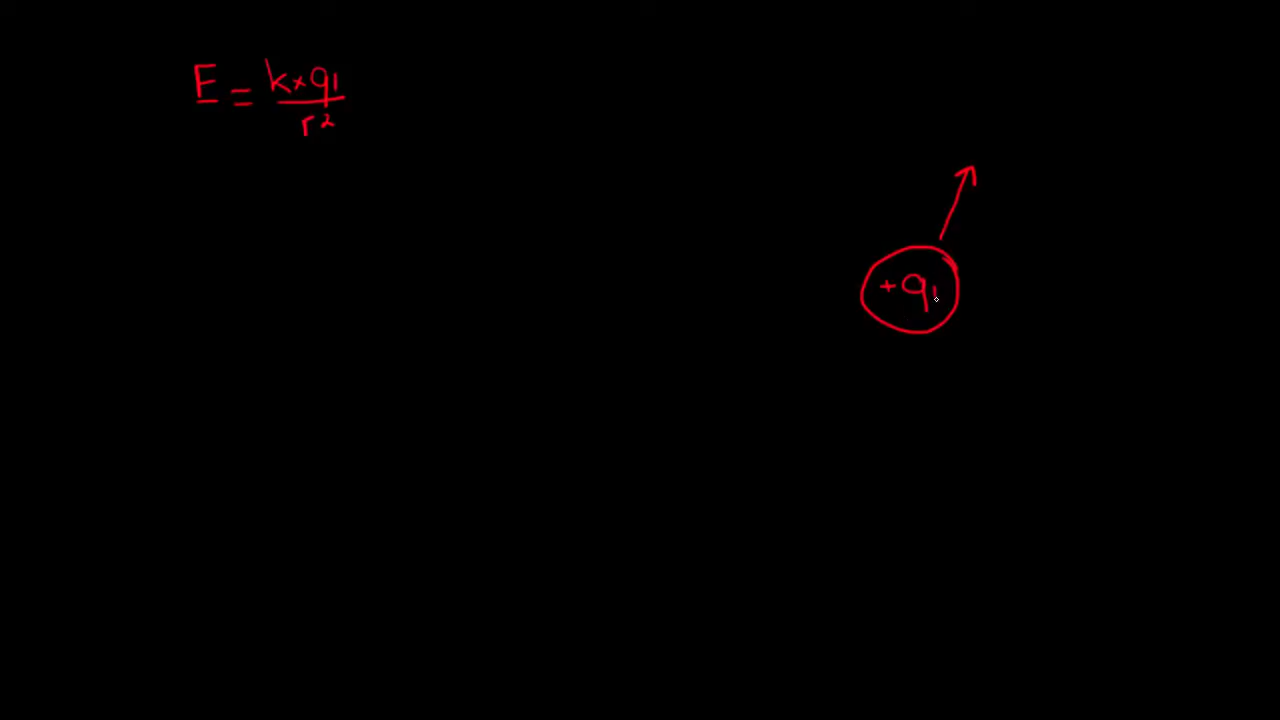 E = k×q1
r²
+q1